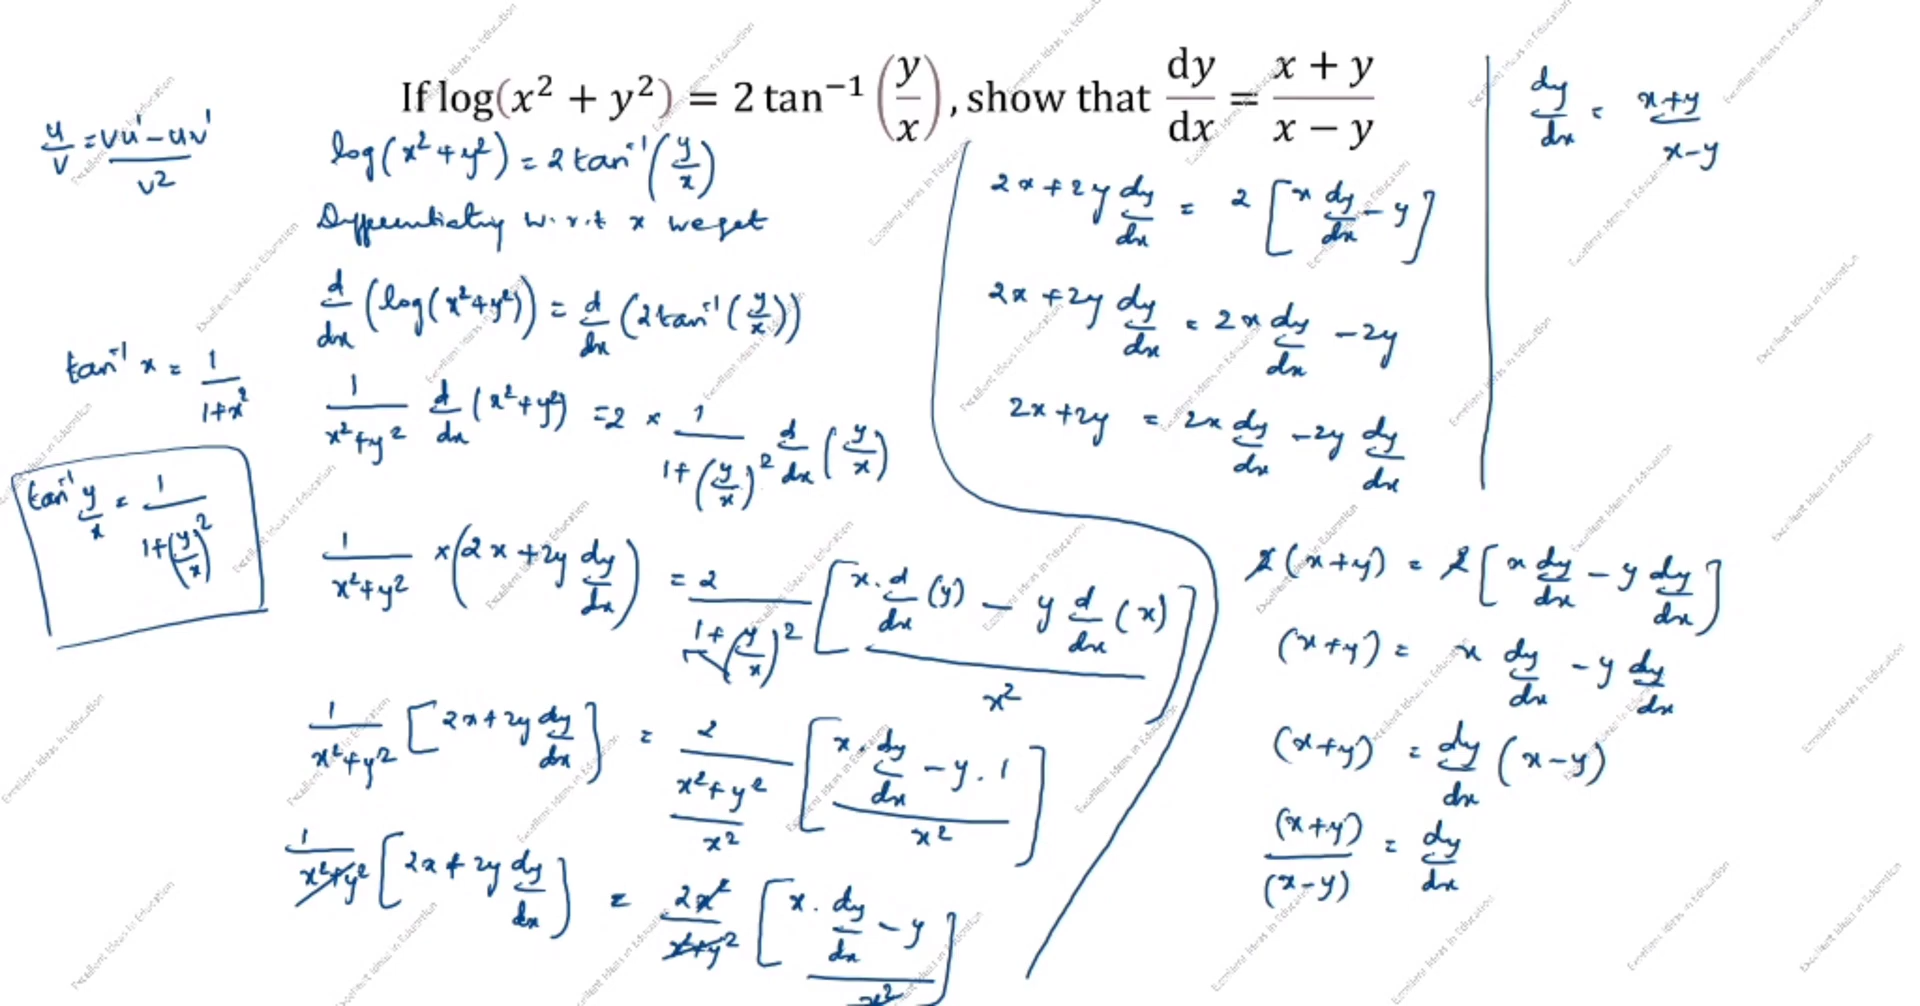 If log(x² + y²) = 2 tan⁻¹ (y/x), show that dy/dx = (x + y)/(x − y)
u/v = (vu' − uv')/v²
tan⁻¹ x = 1/(1+x²)
tan⁻¹ y/x = 1/(1+(y/x)²)
log(x²+y²) = 2 tan⁻¹(y/x)
Differentiating w.r.t x we get
d/dx (log(x²+y²)) = d/dx (2tan⁻¹(y/x))
1/(x²+y²) d/dx (x²+y²) = 2 × 1/(1+(y/x)²) d/dx (y/x)
1/(x²+y²) × (2x + 2y dy/dx) = 2/(1+(y/x)²) [(x. d/dx (y) − y d/dx (x))/x²]
1/(x²+y²) [2x + 2y dy/dx] = 2/((x²+y²)/x²) [(x. dy/dx − y.1)/x²]
1/(x²+y²) [2x + 2y dy/dx] = 2x²/(x²+y²) [(x. dy/dx − y)/x²]
2x + 2y dy/dx = 2 [x dy/dx − y]
2x + 2y dy/dx = 2x dy/dx − 2y
2x + 2y = 2x dy/dx − 2y dy/dx
2(x+y) = 2[x dy/dx − y dy/dx]
(x+y) = x dy/dx − y dy/dx
(x+y) = dy/dx (x−y)
(x+y)/(x−y) = dy/dx
dy/dx = (x+y)/(x−y)
Excellent Ideas in Education